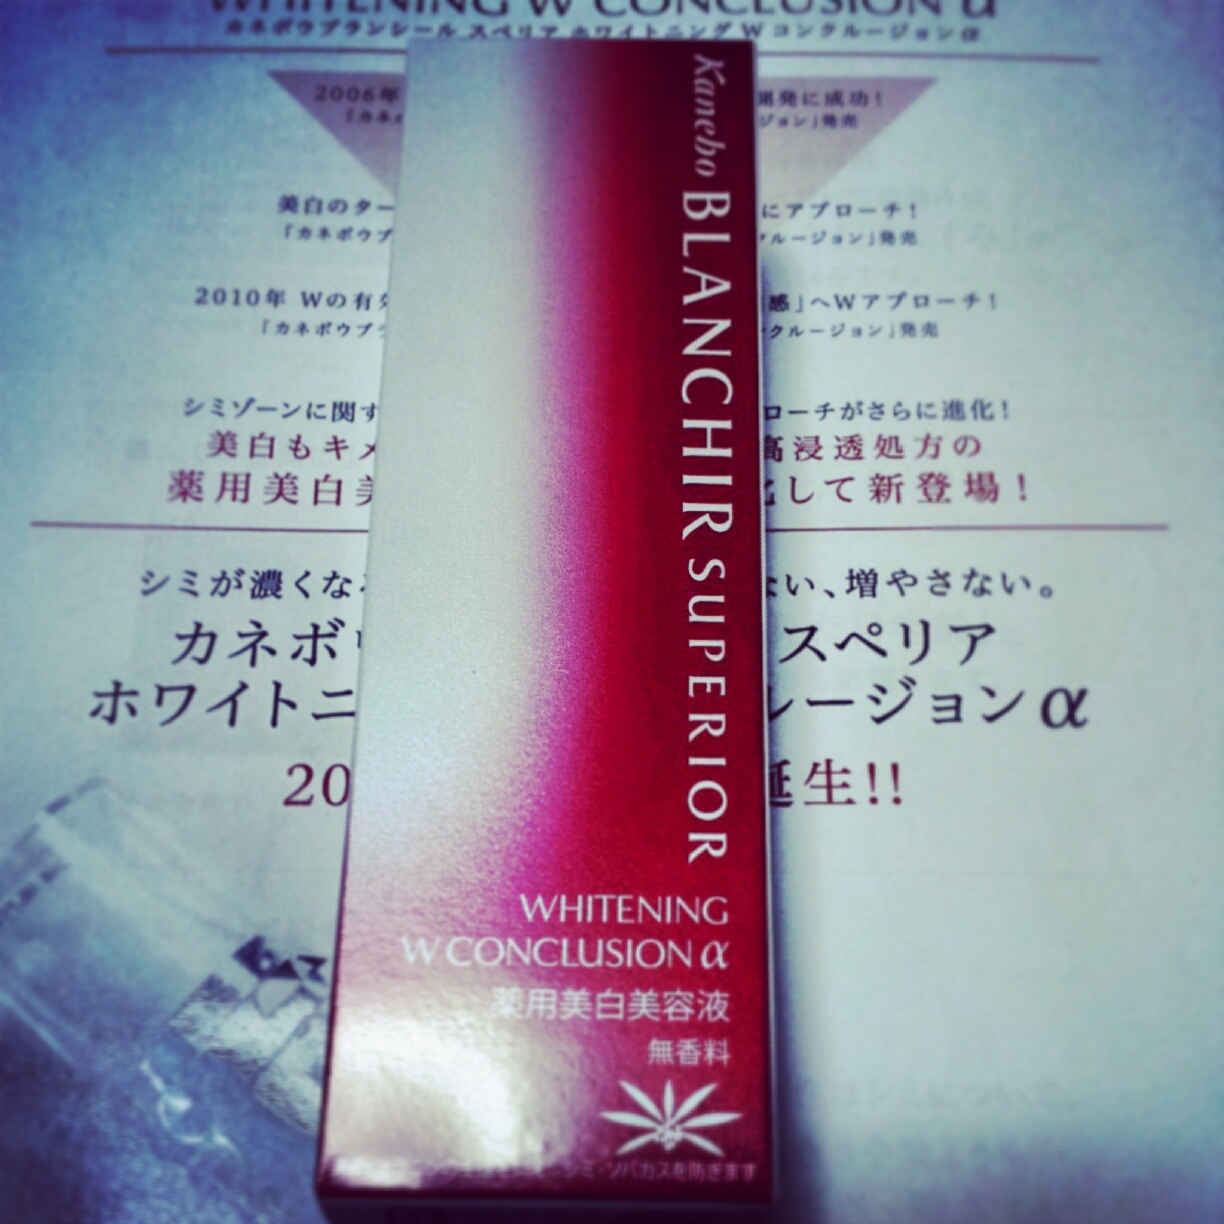 WHITENING W CONCLUSION α
カネボウブランシール スペリア ホワイトニング W コンクルージョンα
2006年 開発に成功!
「カネ ジョン」発売
美白のター にアプローチ!
「カネボウブ クルージョン」発売
2010年 Wの有効 感」へWアプローチ!
「カネボウブラ ンクルージョン」発売
シミゾーンに関す ローチがさらに進化!
美白もキメ 高浸透処方の
薬用美白美 化して新登場!
シミが濃くなる ない、増やさない。
カネボウ スペリア
ホワイトニ ルージョンα
20 誕生!!
Kanebo BLANCHIR SUPERIOR
WHITENING
W CONCLUSION α
薬用美白美容液
無香料
シミ・ソバカスを防ぎます